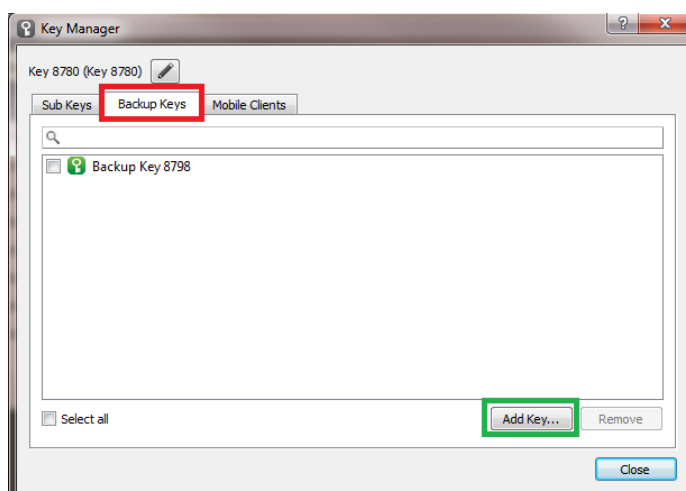 Key Manager
Key 8780 (Key 8780)
Sub Keys Backup Keys Mobile Clients
Backup Key 8798
Select all Add Key... Remove
Close